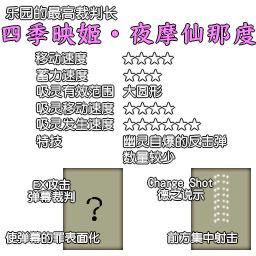 乐园的最高裁判长
四季映姬・夜摩仙那度
移动速度 ☆☆☆☆☆
蓄力速度 ☆☆☆
吸灵有效范围 大圆形
吸灵移动速度 ☆☆☆☆☆
吸灵发生速度 ☆☆☆☆☆☆☆
特技 幽灵自爆的反击弹
数量较少
EX攻击
弹幕裁判
?
使弹幕的罪表面化
Charge Shot
德之说示
前方集中射击